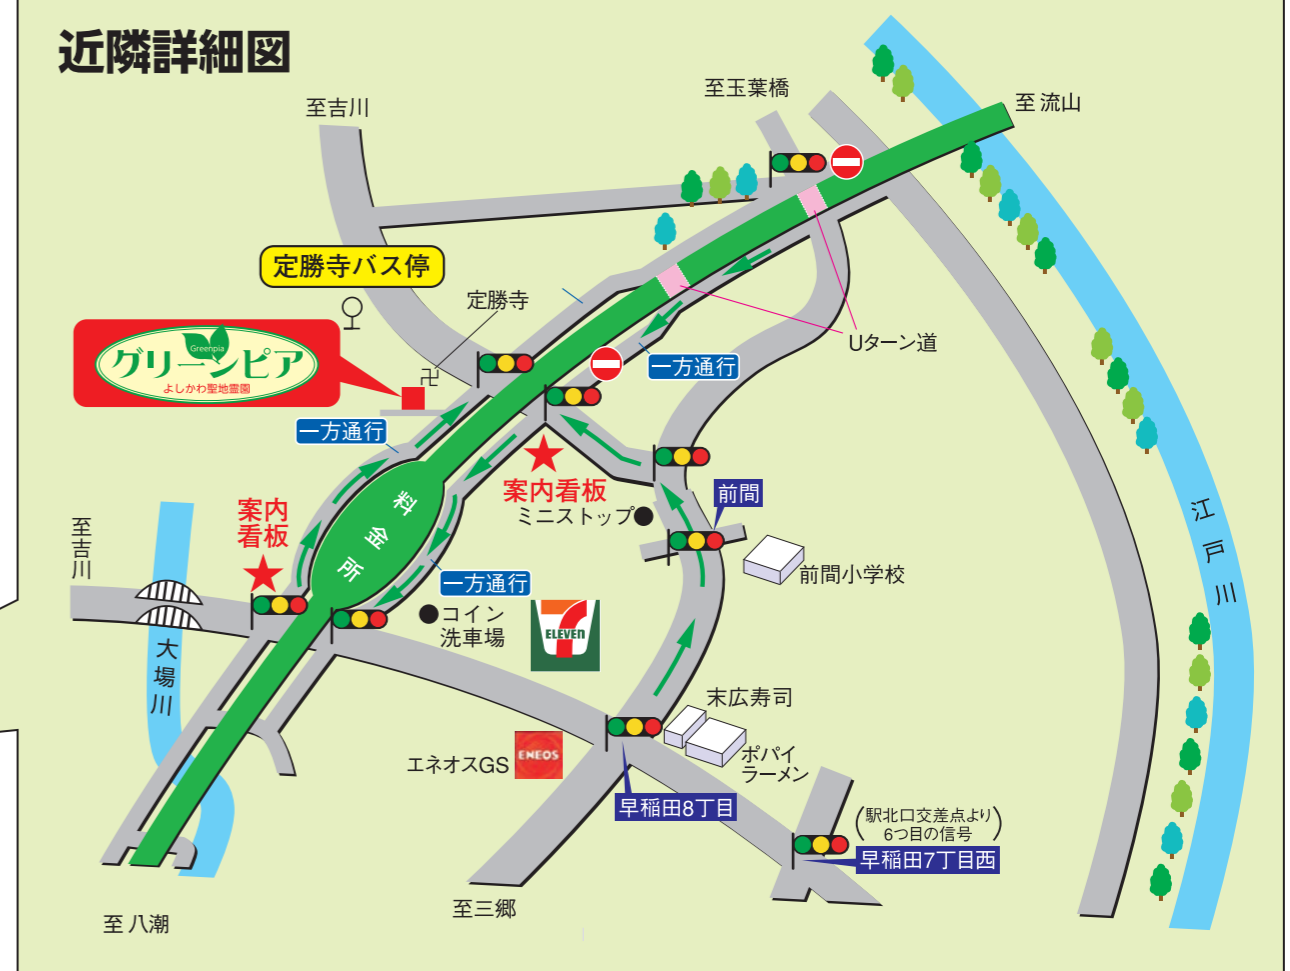 近隣詳細図
至吉川
至玉葉橋
至 流山
定勝寺バス停
定勝寺
Greenpia
グリーンピア
よしかわ聖地霊園
卍
一方通行
Uターン道
一方通行
案内看板
ミニストップ
前間
前間小学校
料金所
案内
看板
至吉川
一方通行
コイン
洗車場
ELEVEN
大場川
江戸川
末広寿司
ポパイ
ラーメン
エネオスGS
ENEOS
早稲田8丁目
駅北口交差点より
6つ目の信号
早稲田7丁目西
至三郷
至 八潮